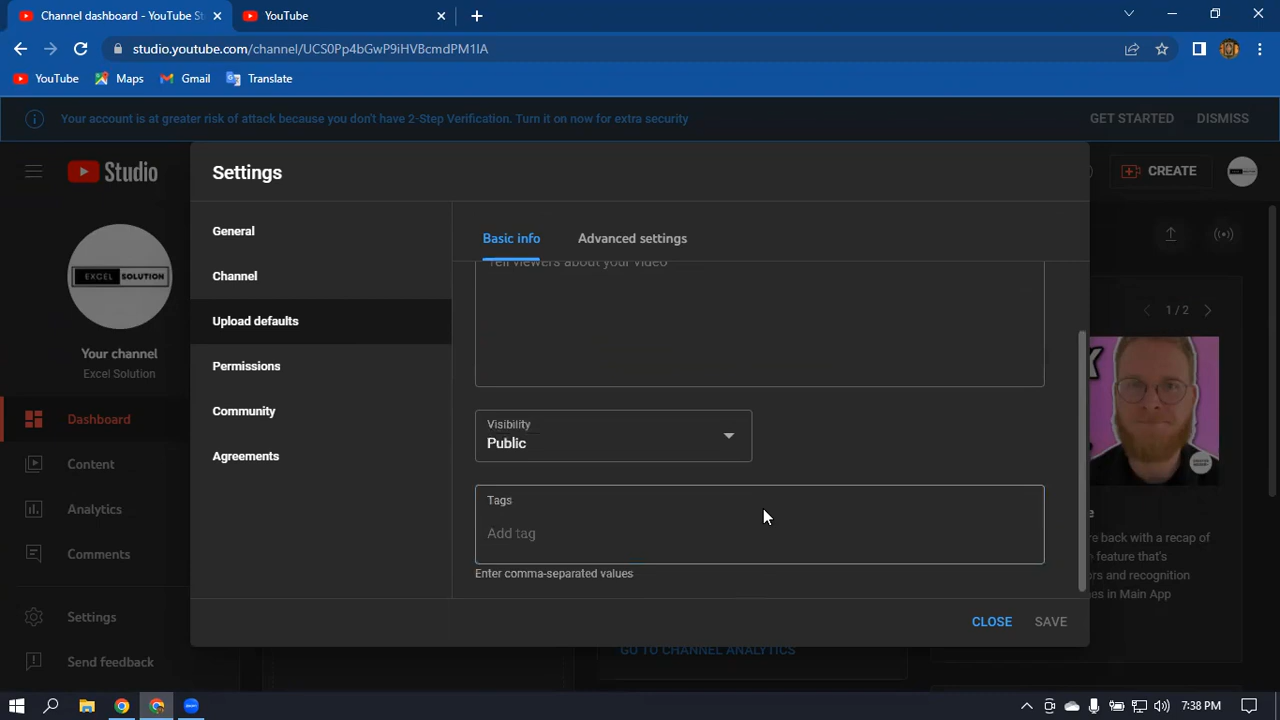 Channel dashboard - YouTube St
YouTube
studio.youtube.com/channel/UCS0Pp4bGwP9iHVBcmdPM1lA
YouTube
Maps
Gmail
Translate
Your account is at greater risk of attack because you don't have 2-Step Verification. Turn it on now for extra security
GET STARTED
DISMISS
Studio
Settings
CREATE
EXCEL SOLUTION
Your channel
Excel Solution
Dashboard
Content
Analytics
Comments
Settings
Send feedback
General
Channel
Upload defaults
Permissions
Community
Agreements
Basic info
Advanced settings
Tell viewers about your video
Visibility
Public
Tags
Add tag
Enter comma-separated values
CLOSE
SAVE
1 / 2
re back with a recap of
feature that's
rs and recognition
es in Main App
GO TO CHANNEL ANALYTICS
7:38 PM